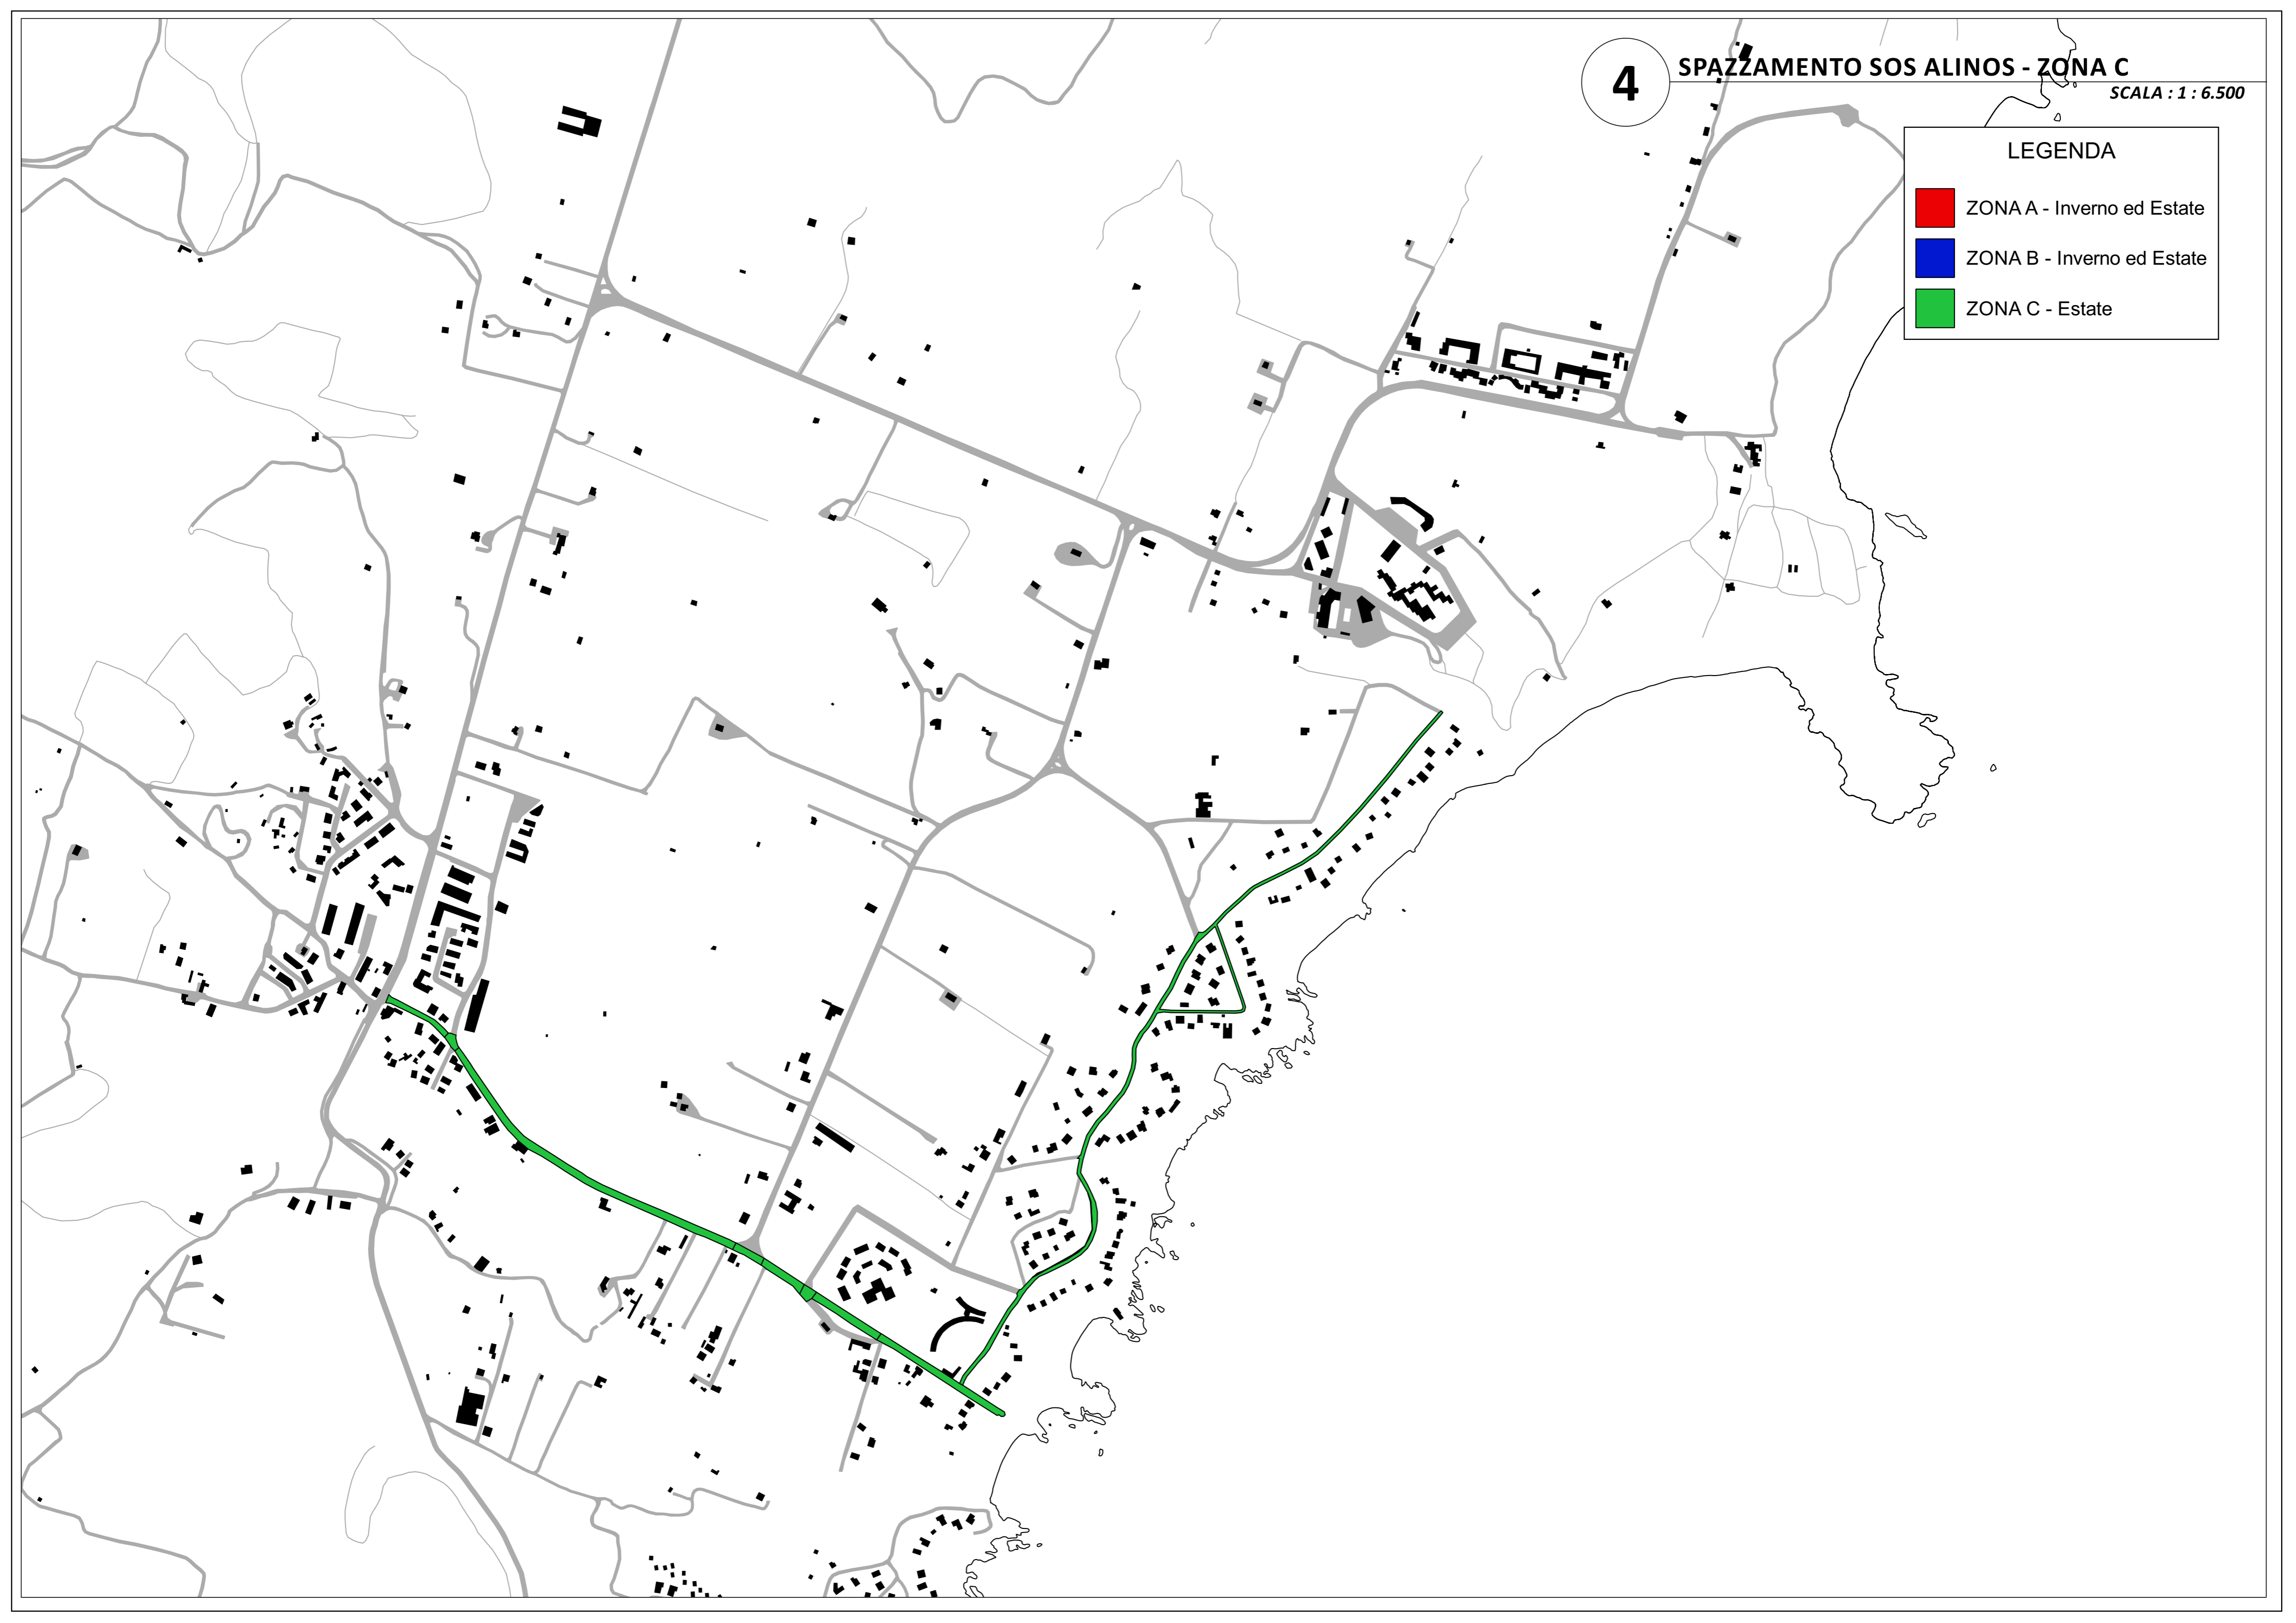 4
SPAZZAMENTO SOS ALINOS - ZONA C
SCALA : 1 : 6.500
LEGENDA
ZONA A - Inverno ed Estate
ZONA B - Inverno ed Estate
ZONA C - Estate